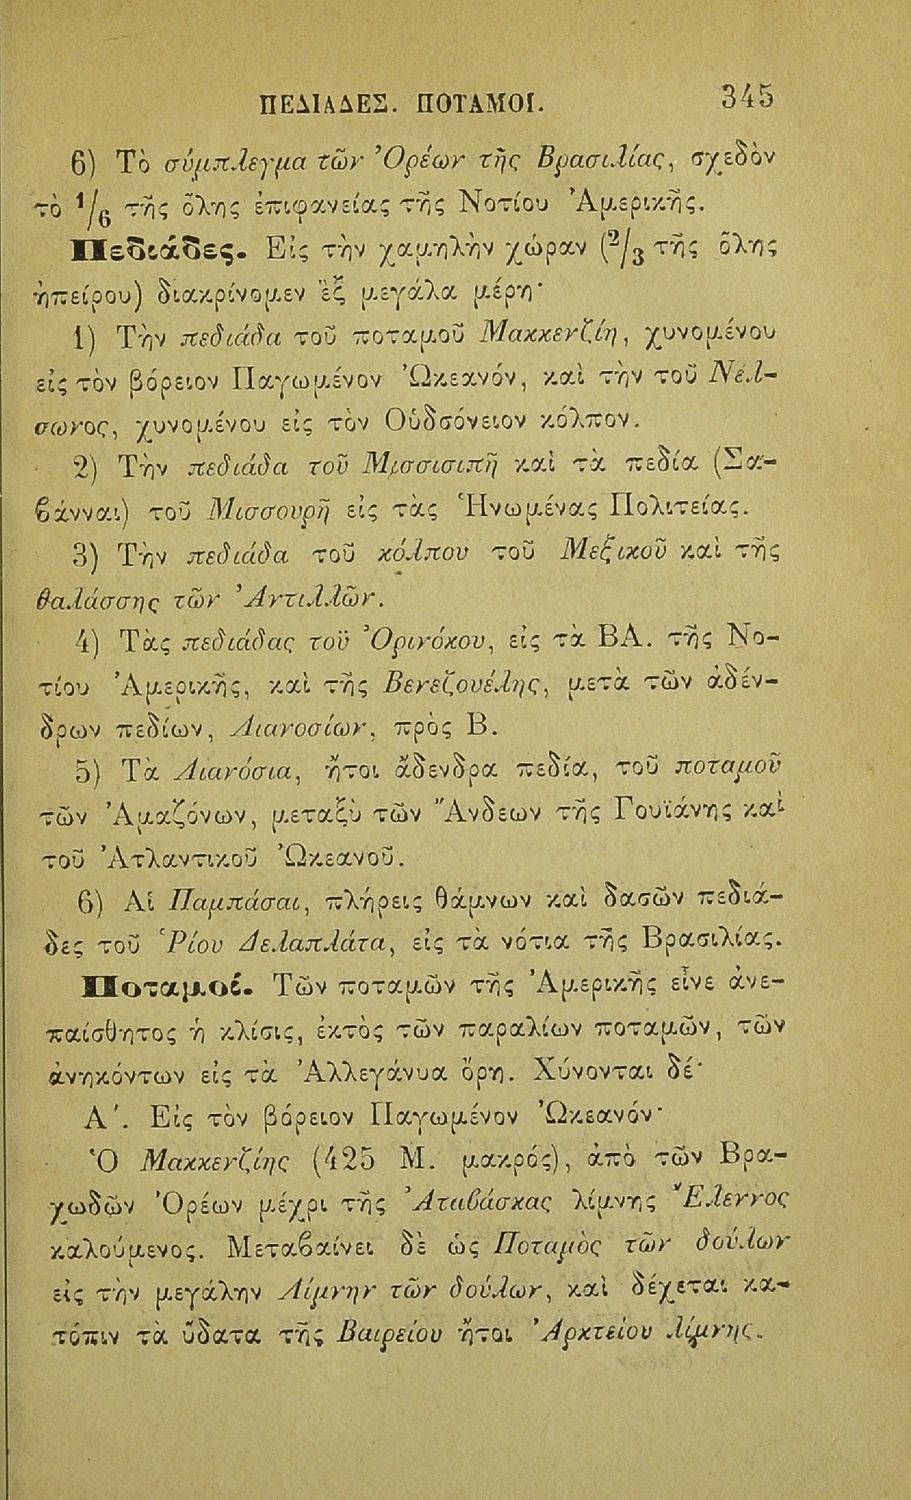 ΠΕΔΙΑΔΕΣ. ΠΟΤΑΜΟΙ. 345
6) Τὸ σύμπλεγμα τῶν Ὀρέων τῆς Βρασιλίας, σχεδὸν
τὸ 1/6 τῆς ὅλης ἐπιφανείας τῆς Νοτίου Ἀμερικῆς.
Πεδιάδες. Εἰς τὴν χαμηλὴν χώραν (2/3 τῆς ὅλης
ἠπείρου) διακρίνομεν ἓξ μεγάλα μέρη·
1) Τὴν πεδιάδα τοῦ ποταμοῦ Μακκενζίη, χυνομένου
εἰς τὸν βόρειον Παγωμένον Ὠκεανόν, καὶ τὴν τοῦ Νέλ-
σωνος, χυνομένου εἰς τὸν Οὑδσόνειον κόλπον.
2) Τὴν πεδιάδα τοῦ Μισσισιπῆ καὶ τὰ πεδία (Σα-
βάνναι) τοῦ Μισσουρῆ εἰς τὰς Ἡνωμένας Πολιτείας.
3) Τὴν πεδιάδα τοῦ κόλπου τοῦ Μεξικοῦ καὶ τῆς
θαλάσσης τῶν Ἀντιλλῶν.
4) Τὰς πεδιάδας τοῦ Ὀρινόκου, εἰς τὰ ΒΑ. τῆς Νο-
τίου Ἀμερικῆς, καὶ τῆς Βενεζουέλης, μετὰ τῶν ἀδέν-
δρων πεδίων, Λιανοσίων, πρὸς Β.
5) Τὰ Λιανόσια, ἤτοι ἄδενδρα πεδία, τοῦ ποταμοῦ
τῶν Ἀμαζόνων, μεταξὺ τῶν Ἄνδεων τῆς Γουϊάνης καὶ
τοῦ Ἀτλαντικοῦ Ὠκεανοῦ.
6) Αἱ Παμπάσαι, πλήρεις θάμνων καὶ δασῶν πεδιά-
δες τοῦ Ῥίου Δελαπλάτα, εἰς τὰ νότια τῆς Βρασιλίας.
Ποταμοί. Τῶν ποταμῶν τῆς Ἀμερικῆς εἶνε ἀνε-
παίσθητος ἡ κλίσις, ἐκτὸς τῶν παραλίων ποταμῶν, τῶν
ἀνηκόντων εἰς τὰ Ἀλλεγάνυα ὄρη. Χύνονται δέ·
Α΄. Εἰς τὸν βόρειον Παγωμένον Ὠκεανόν·
Ὁ Μακκενζίης (425 Μ. μακρός), ἀπὸ τῶν Βρα-
χωδῶν Ὀρέων μέχρι τῆς Ἀταβάσκας λίμνης Ἔλεννος
καλούμενος. Μεταβαίνει δὲ ὡς Ποταμὸς τῶν δούλων
εἰς τὴν μεγάλην Λίμνην τῶν δούλων, καὶ δέχεται κα-
τόπιν τὰ ὕδατα τῆς Βαιρείου ἤτοι Ἀρκτείου λίμνης.